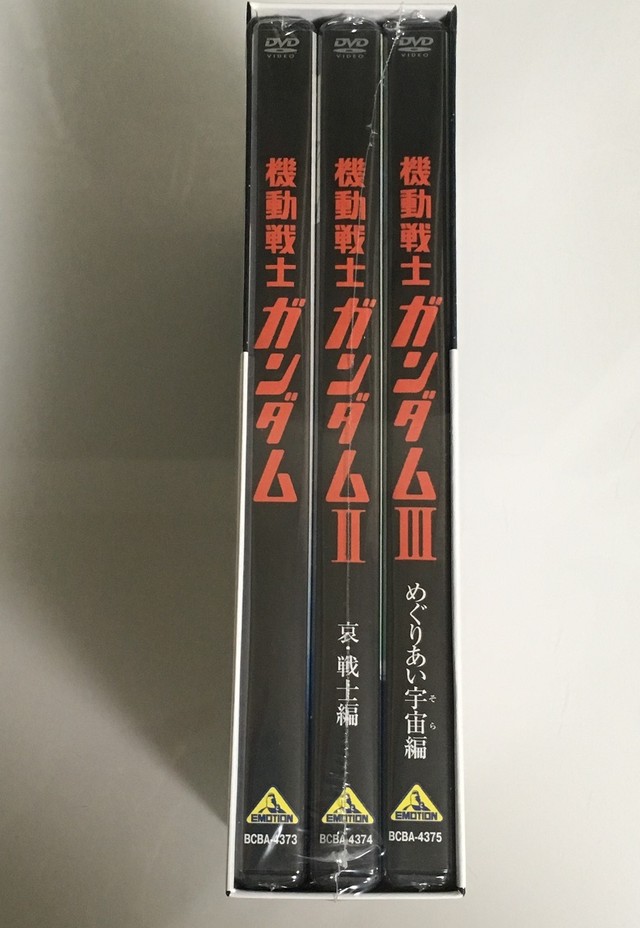 DVD
VIDEO
機動戦士
ガンダム
EMOTION
BCBA-4373
DVD
VIDEO
機動戦士
ガンダムII
哀・戦士編
EMOTION
BCBA-4374
DVD
VIDEO
機動戦士
ガンダムIII
めぐりあい宇宙編
そら
EMOTION
BCBA-4375